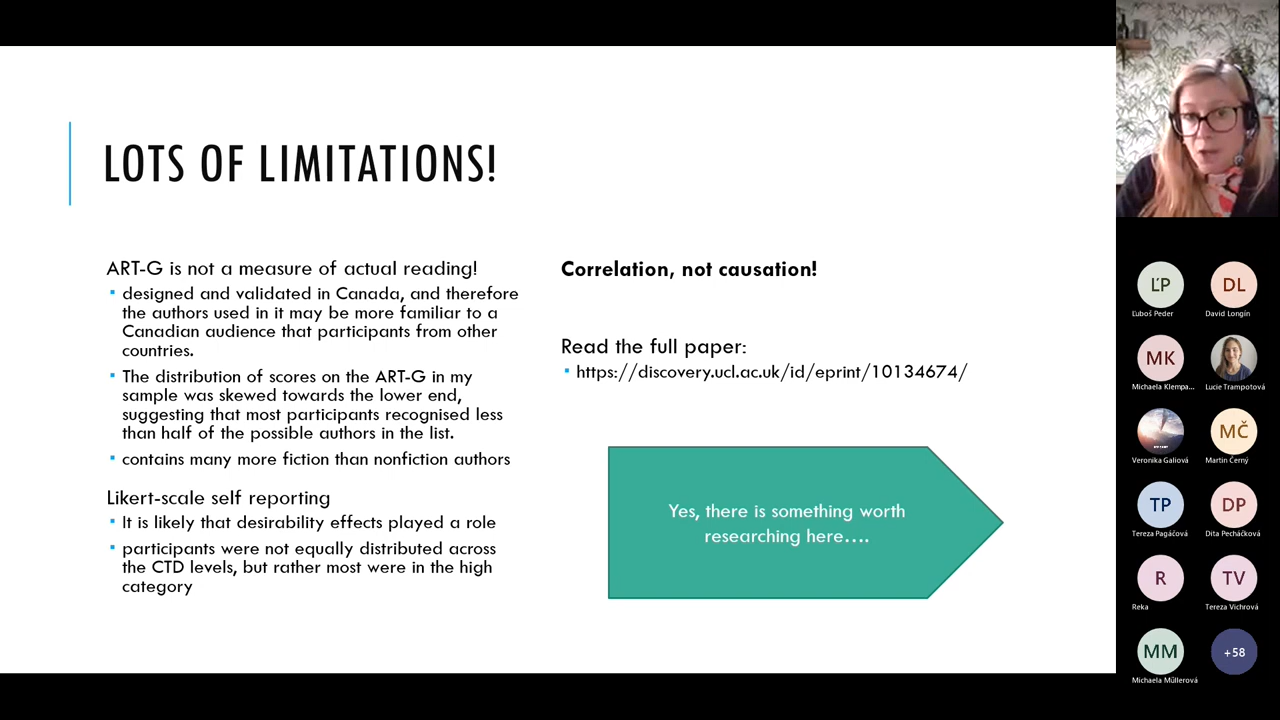 LOTS OF LIMITATIONS!
ART-G is not a measure of actual reading!
designed and validated in Canada, and therefore
the authors used in it may be more familiar to a
Canadian audience that participants from other
countries.
The distribution of scores on the ART-G in my
sample was skewed towards the lower end,
suggesting that most participants recognised less
than half of the possible authors in the list.
contains many more fiction than nonfiction authors
Likert-scale self reporting
It is likely that desirability effects played a role
participants were not equally distributed across
the CTD levels, but rather most were in the high
category
Correlation, not causation!
Read the full paper:
https://discovery.ucl.ac.uk/id/eprint/10134674/
Yes, there is something worth
researching here....
ĽP
Ľuboš Peder
DL
David Longín
MK
Michaela Klempa...
Lucie Trampotová
Veronika Galiová
MČ
Martin Černý
TP
Tereza Pagáčová
DP
Dita Pecháčková
R
Reka
TV
Tereza Vichrová
MM
Michaela Müllerová
+58